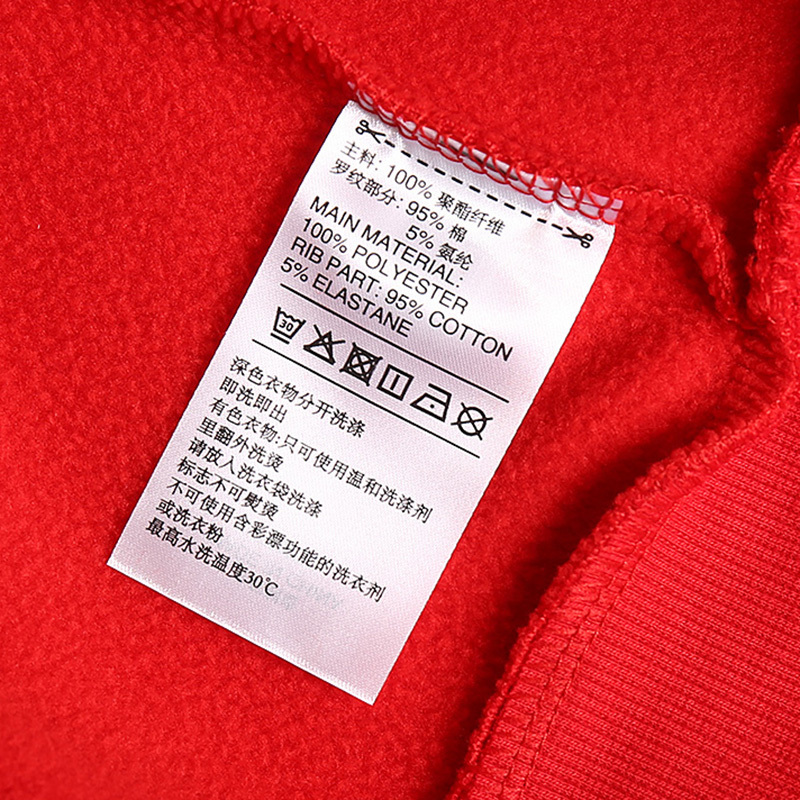 主料: 100% 聚酯纤维
罗纹部分: 95% 棉
5% 氨纶
MAIN MATERIAL:
100% POLYESTER
RIB PART: 95% COTTON
5% ELASTANE
30
深色衣物分开洗涤
即洗即出
有色衣物:只可使用温和洗涤剂
里翻外洗烫
请放入洗衣袋洗涤
标志不可熨烫
不可使用含彩漂功能的洗衣剂
或洗衣粉
最高水洗温度30℃